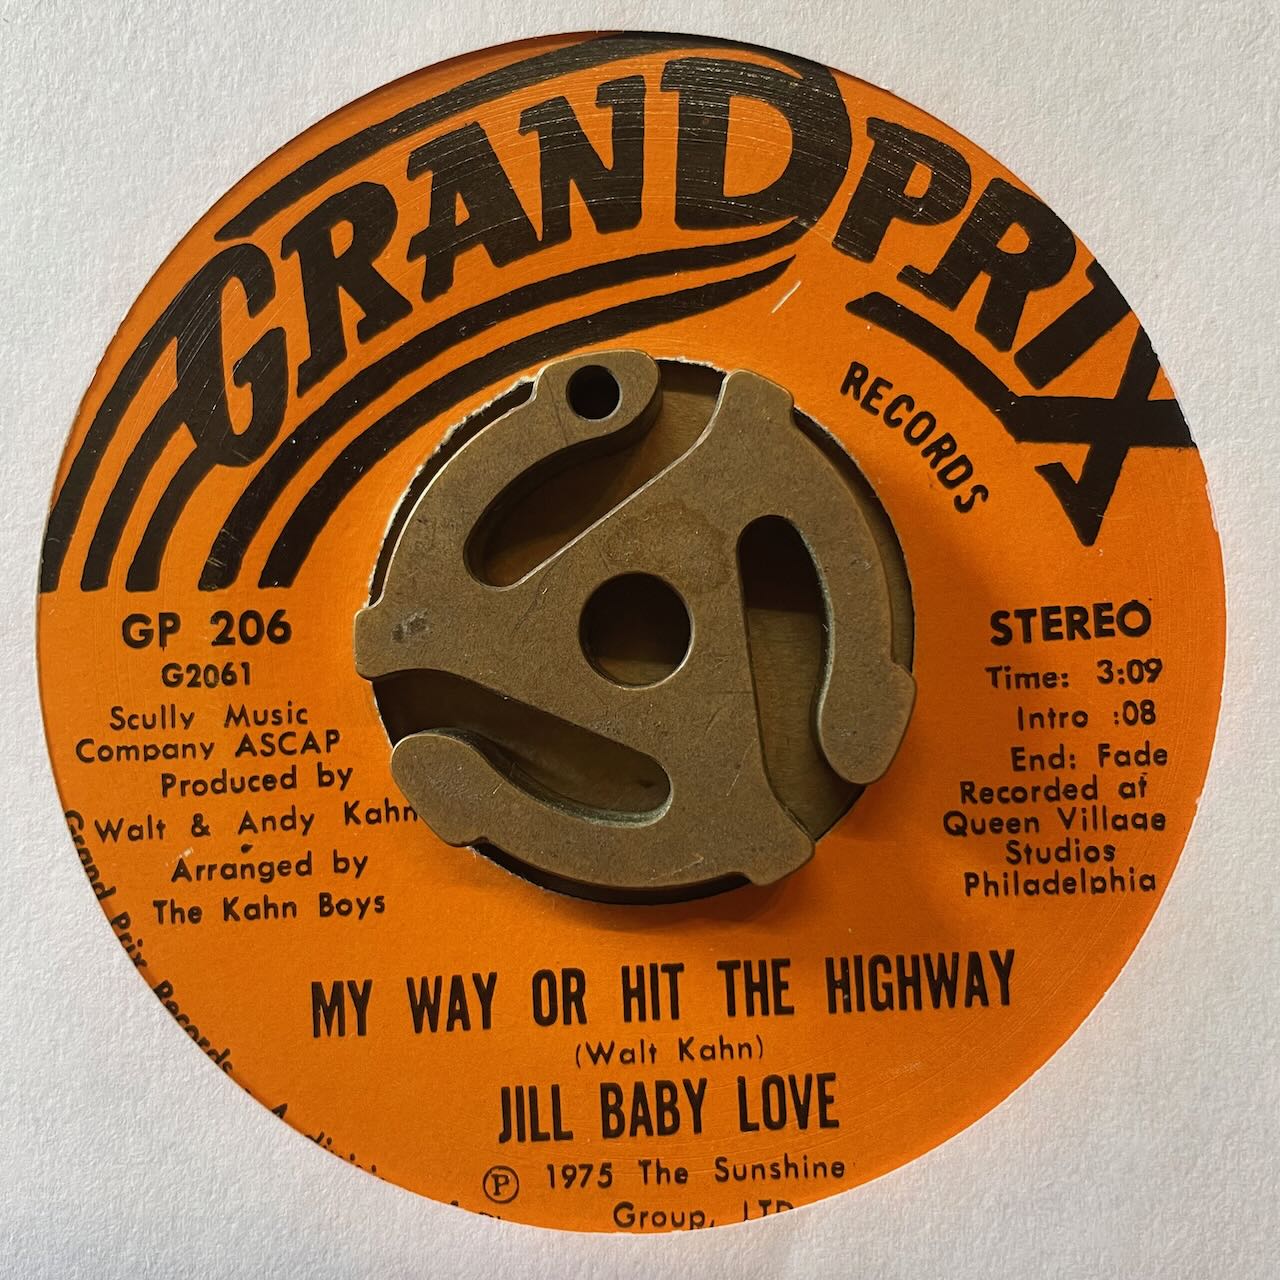 GRAND PRIX
RECORDS
GP 206
G2061
Scully Music
Company ASCAP
Produced by
Walt & Andy Kahn
Arranged by
The Kahn Boys
STEREO
Time: 3:09
Intro :08
End: Fade
Recorded at
Queen Village
Studios
Philadelphia
MY WAY OR HIT THE HIGHWAY
(Walt Kahn)
JILL BABY LOVE
Ⓟ 1975 The Sunshine
Group, LTD
Grand Prix Records